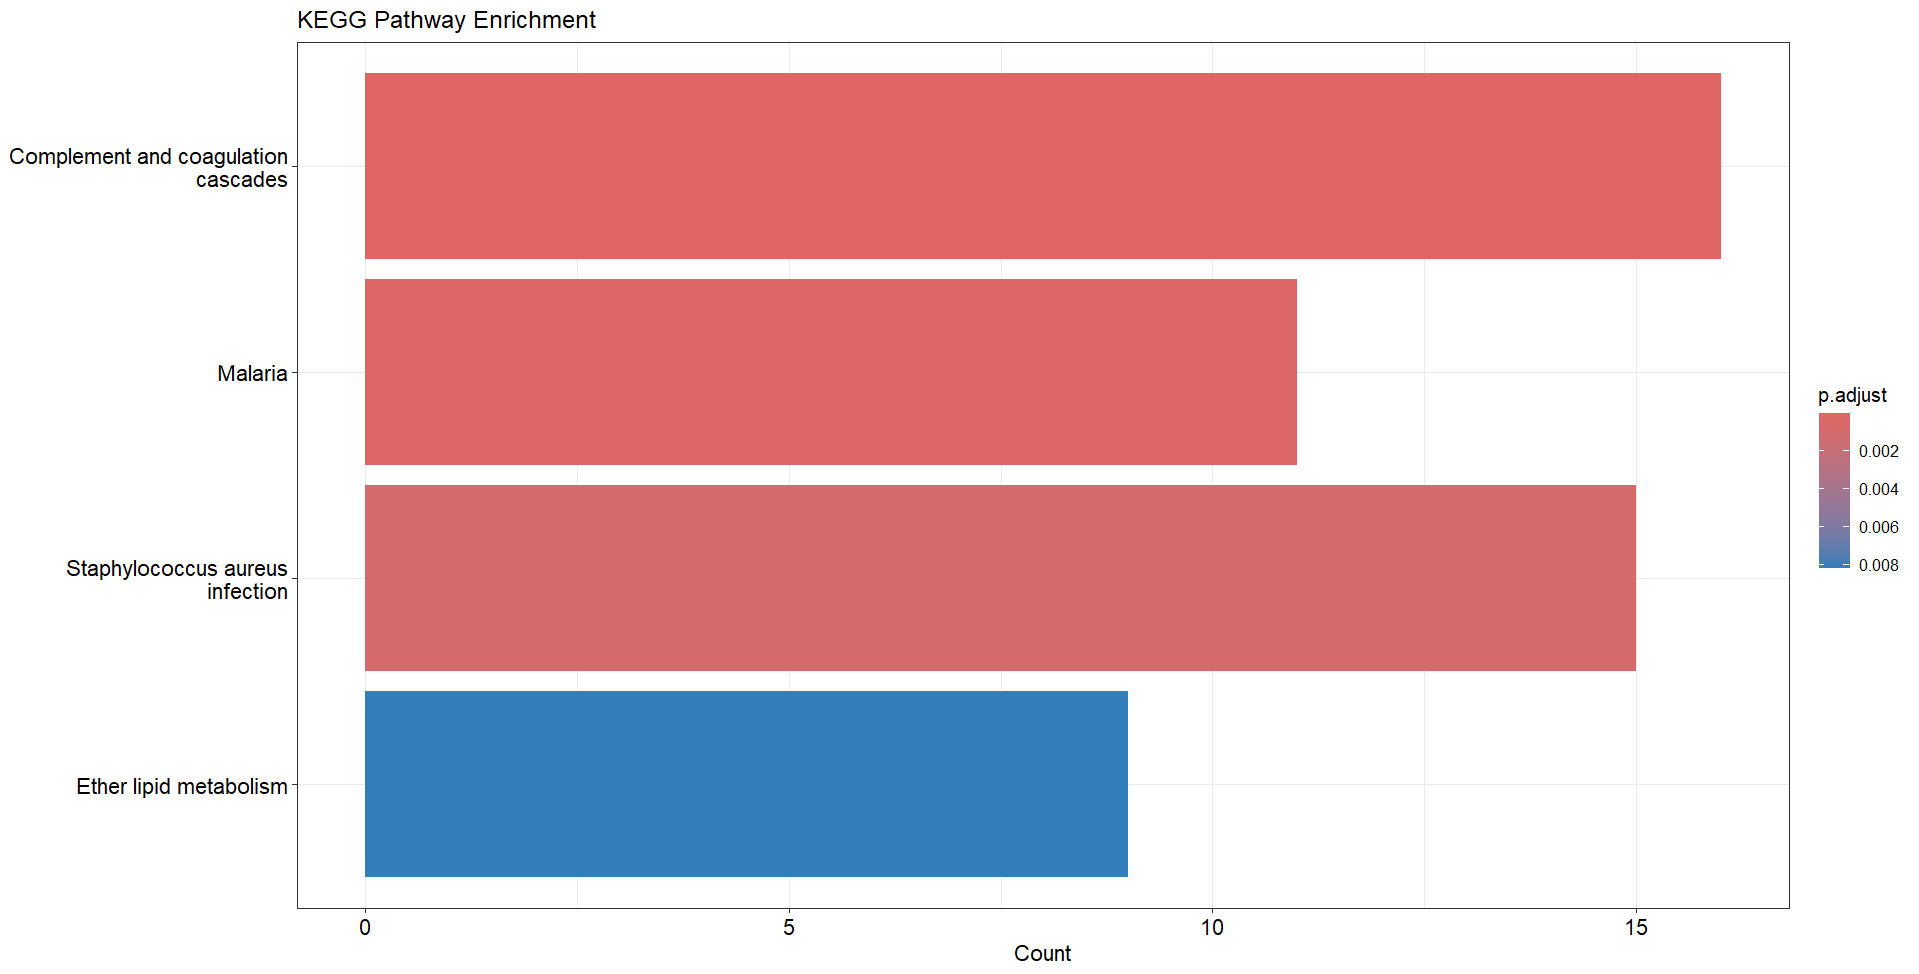 KEGG Pathway Enrichment
Complement and coagulation
cascades
Malaria
Staphylococcus aureus
infection
Ether lipid metabolism
0
5
10
15
Count
p.adjust
0.002
0.004
0.006
0.008